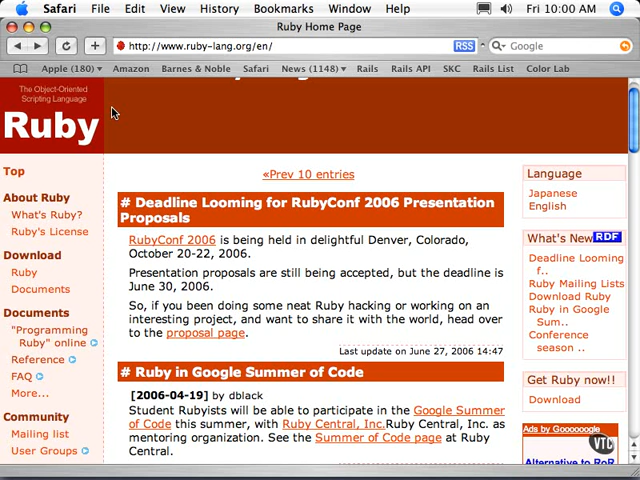 Safari File Edit View History Bookmarks Window Help Fri 10:00 AM
Ruby Home Page
http://www.ruby-lang.org/en/ RSS Google
Apple (180) Amazon Barnes & Noble Safari News (1148) Rails Rails API SKC Rails List Color Lab
The Object-Oriented
Scripting Language
Ruby
Top
About Ruby
What's Ruby?
Ruby's License
Download
Ruby
Documents
Documents
"Programming
Ruby" online
Reference
FAQ
More...
Community
Mailing list
User Groups
«Prev 10 entries
# Deadline Looming for RubyConf 2006 Presentation
Proposals
RubyConf 2006 is being held in delightful Denver, Colorado,
October 20-22, 2006.
Presentation proposals are still being accepted, but the deadline is
June 30, 2006.
So, if you been doing some neat Ruby hacking or working on an
interesting project, and want to share it with the world, head over
to the proposal page.
Last update on June 27, 2006 14:47
# Ruby in Google Summer of Code
[2006-04-19] by dblack
Student Rubyists will be able to participate in the Google Summer
of Code this summer, with Ruby Central, Inc.Ruby Central, Inc. as
mentoring organization. See the Summer of Code page at Ruby
Central.
Language
Japanese
English
What's New RDF
Deadline Looming
f..
Ruby Mailing Lists
Download Ruby
Ruby in Google
Sum..
Conference
season ..
Get Ruby now!!
Download
Ads by Goooooogle
Alternative to RoR
VTC